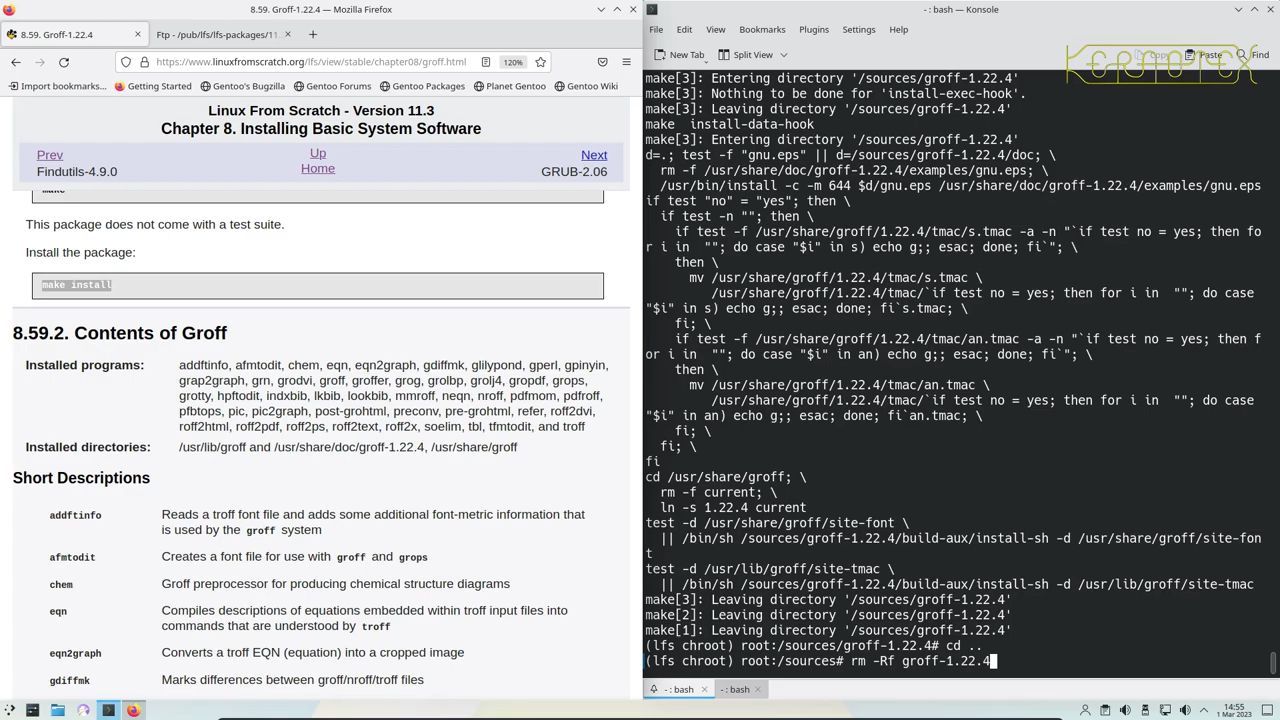 8.59. Groff-1.22.4 — Mozilla Firefox
8.59. Groff-1.22.4
Ftp - /pub/lfs/lfs-packages/11.
https://www.linuxfromscratch.org/lfs/view/stable/chapter08/groff.html
120%
Import bookmarks...
Getting Started
Gentoo's Bugzilla
Gentoo Forums
Gentoo Packages
Planet Gentoo
Gentoo Wiki
Linux From Scratch - Version 11.3
Chapter 8. Installing Basic System Software
Prev
Up
Next
Findutils-4.9.0
Home
GRUB-2.06
make
This package does not come with a test suite.
Install the package:
make install
8.59.2. Contents of Groff
Installed programs: addftinfo, afmtodit, chem, eqn, eqn2graph, gdiffmk, glilypond, gperl, gpinyin,
grap2graph, grn, grodvi, groff, groffer, grog, grolbp, grolj4, gropdf, grops,
grotty, hpftodit, indxbib, lkbib, lookbib, mmroff, neqn, nroff, pdfmom, pdfroff,
pfbtops, pic, pic2graph, post-grohtml, preconv, pre-grohtml, refer, roff2dvi,
roff2html, roff2pdf, roff2ps, roff2text, roff2x, soelim, tbl, tfmtodit, and troff
Installed directories: /usr/lib/groff and /usr/share/doc/groff-1.22.4, /usr/share/groff
Short Descriptions
addftinfo Reads a troff font file and adds some additional font-metric information that
is used by the groff system
afmtodit Creates a font file for use with groff and grops
chem Groff preprocessor for producing chemical structure diagrams
eqn Compiles descriptions of equations embedded within troff input files into
commands that are understood by troff
eqn2graph Converts a troff EQN (equation) into a cropped image
gdiffmk Marks differences between groff/nroff/troff files
- : bash — Konsole
File Edit View Bookmarks Plugins Settings Help
New Tab Split View Copy Paste Find
KERNOTEX
make[3]: Entering directory '/sources/groff-1.22.4'
make[3]: Nothing to be done for 'install-exec-hook'.
make[3]: Leaving directory '/sources/groff-1.22.4'
make  install-data-hook
make[3]: Entering directory '/sources/groff-1.22.4'
d=.; test -f "gnu.eps" || d=/sources/groff-1.22.4/doc; \
  rm -f /usr/share/doc/groff-1.22.4/examples/gnu.eps; \
  /usr/bin/install -c -m 644 $d/gnu.eps /usr/share/doc/groff-1.22.4/examples/gnu.eps
if test "no" = "yes"; then \
  if test -n ""; then \
    if test -f /usr/share/groff/1.22.4/tmac/s.tmac -a -n "`if test no = yes; then fo
r i in  ""; do case "$i" in s) echo g;; esac; done; fi`"; \
    then \
      mv /usr/share/groff/1.22.4/tmac/s.tmac \
         /usr/share/groff/1.22.4/tmac/`if test no = yes; then for i in  ""; do case
"$i" in s) echo g;; esac; done; fi`s.tmac; \
    fi; \
    if test -f /usr/share/groff/1.22.4/tmac/an.tmac -a -n "`if test no = yes; then f
or i in  ""; do case "$i" in an) echo g;; esac; done; fi`"; \
    then \
      mv /usr/share/groff/1.22.4/tmac/an.tmac \
         /usr/share/groff/1.22.4/tmac/`if test no = yes; then for i in  ""; do case
"$i" in an) echo g;; esac; done; fi`an.tmac; \
    fi; \
  fi; \
fi
cd /usr/share/groff; \
  rm -f current; \
  ln -s 1.22.4 current
test -d /usr/share/groff/site-font \
  || /bin/sh /sources/groff-1.22.4/build-aux/install-sh -d /usr/share/groff/site-fon
t
test -d /usr/lib/groff/site-tmac \
  || /bin/sh /sources/groff-1.22.4/build-aux/install-sh -d /usr/lib/groff/site-tmac
make[3]: Leaving directory '/sources/groff-1.22.4'
make[2]: Leaving directory '/sources/groff-1.22.4'
make[1]: Leaving directory '/sources/groff-1.22.4'
(lfs chroot) root:/sources/groff-1.22.4# cd ..
(lfs chroot) root:/sources# rm -Rf groff-1.22.4
- : bash
- : bash
14:55
1 Mar 2023